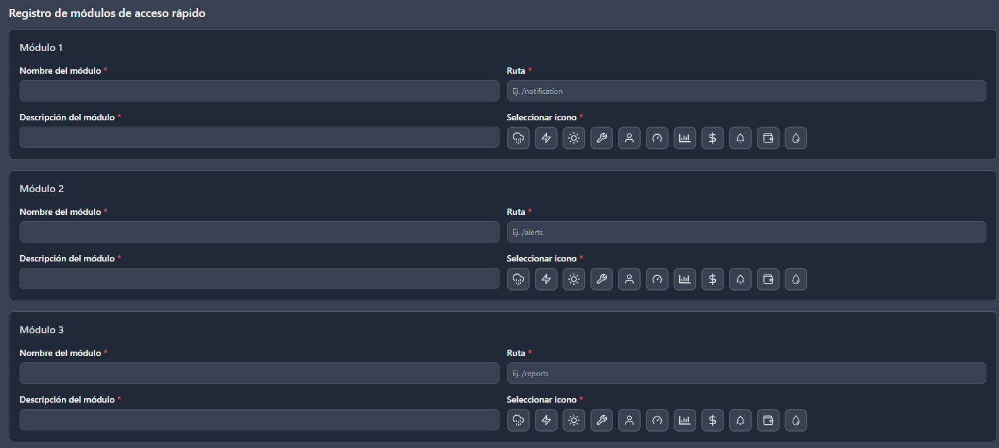 Registro de módulos de acceso rápido
Módulo 1
Nombre del módulo *
Ruta *
Ej. /notification
Descripción del módulo *
Seleccionar icono *
Módulo 2
Nombre del módulo *
Ruta *
Ej. /alerts
Descripción del módulo *
Seleccionar icono *
Módulo 3
Nombre del módulo *
Ruta *
Ej. /reports
Descripción del módulo *
Seleccionar icono *